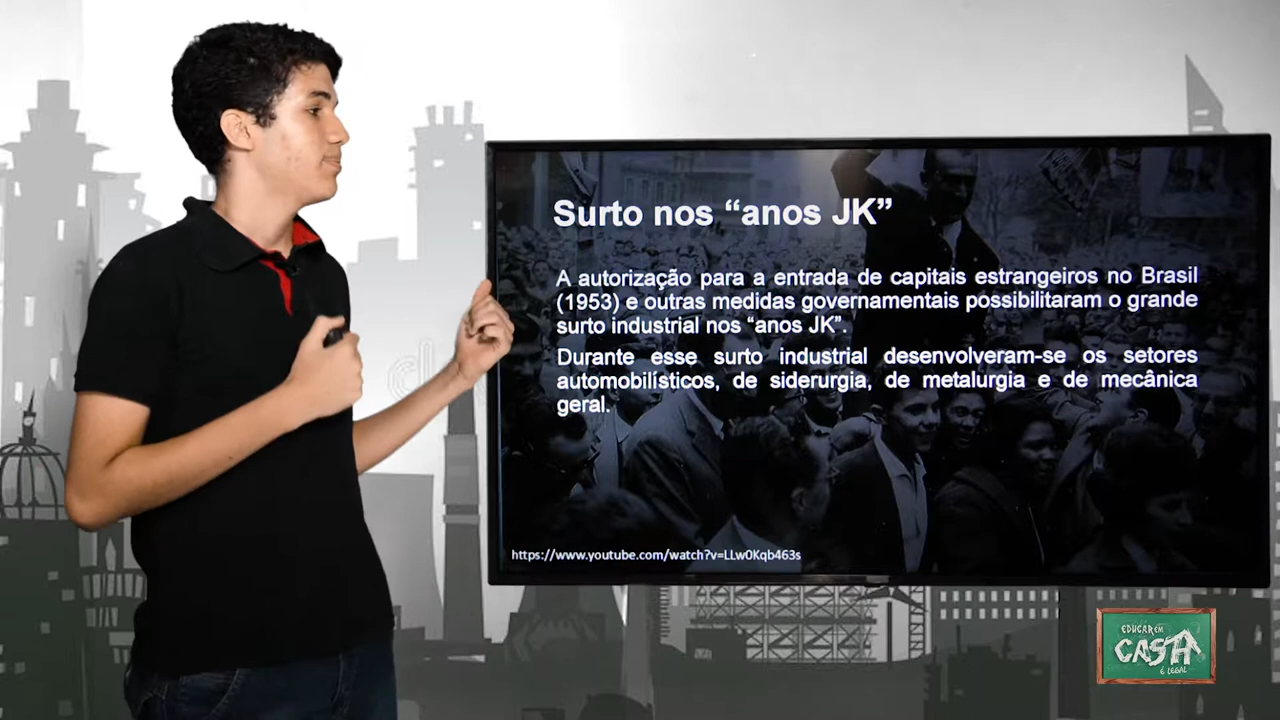 Surto nos “anos JK”
A autorização para a entrada de capitais estrangeiros no Brasil
(1953) e outras medidas governamentais possibilitaram o grande
surto industrial nos “anos JK”.
Durante esse surto industrial desenvolveram-se os setores
automobilísticos, de siderurgia, de metalurgia e de mecânica
geral.
https://www.youtube.com/watch?v=LLw0Kqb463s
EDUCAR EM
CASA
É LEGAL